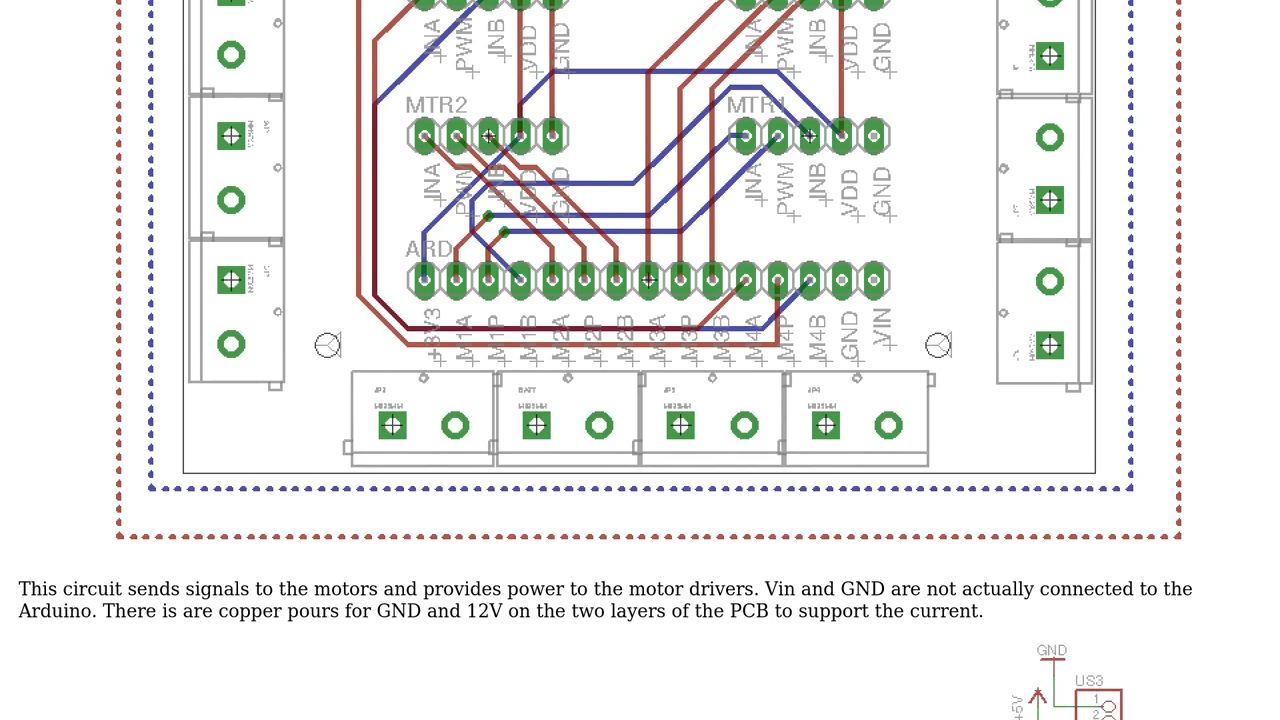 INA PWM INB VDD GND INA PWM INB VDD GND
MTR2 MTR1
INA PWM INB VDD GND INA PWM INB VDD GND
ARD
+3V3 M1A M1P M1B M2A M2P M2B M3A M3P M3B M4A M4P M4B GND VIN
BATT
This circuit sends signals to the motors and provides power to the motor drivers. Vin and GND are not actually connected to the
Arduino. There is are copper pours for GND and 12V on the two layers of the PCB to support the current.
GND
US3
+5V
1
2